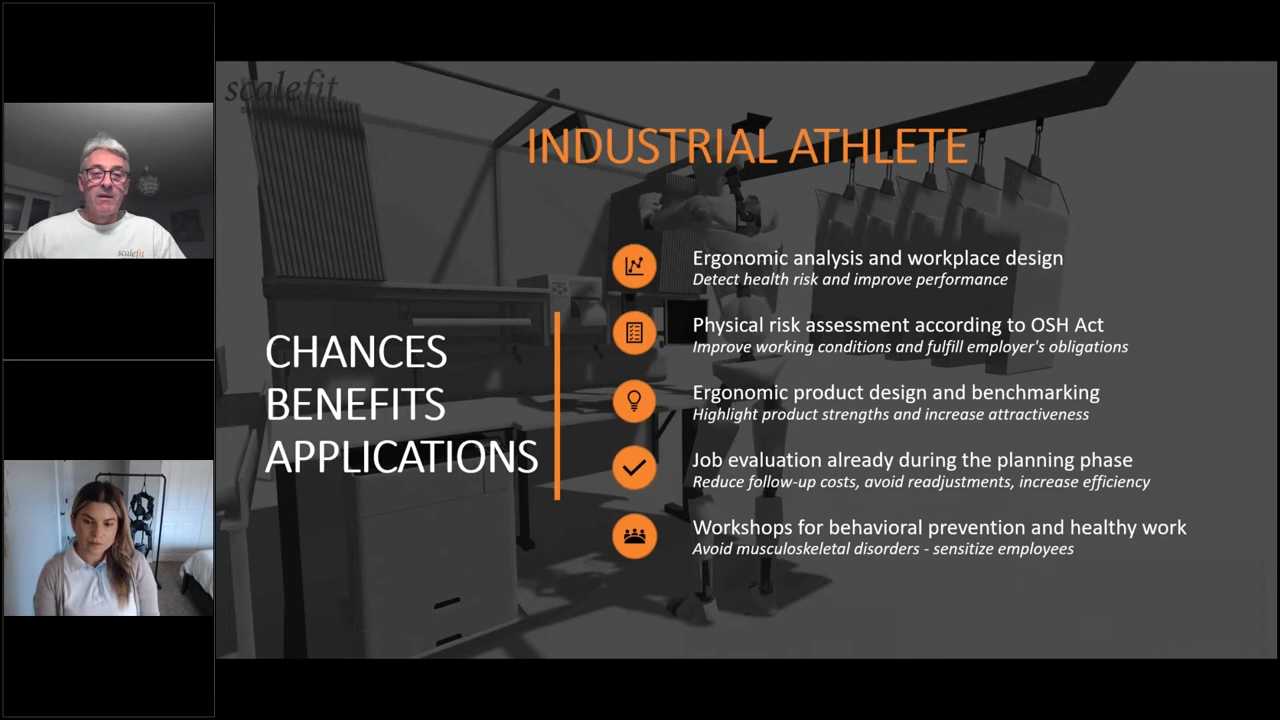 scalefit
INDUSTRIAL ATHLETE
CHANCES
BENEFITS
APPLICATIONS
Ergonomic analysis and workplace design
Detect health risk and improve performance
Physical risk assessment according to OSH Act
Improve working conditions and fulfill employer's obligations
Ergonomic product design and benchmarking
Highlight product strengths and increase attractiveness
Job evaluation already during the planning phase
Reduce follow-up costs, avoid readjustments, increase efficiency
Workshops for behavioral prevention and healthy work
Avoid musculoskeletal disorders - sensitize employees
scalefit